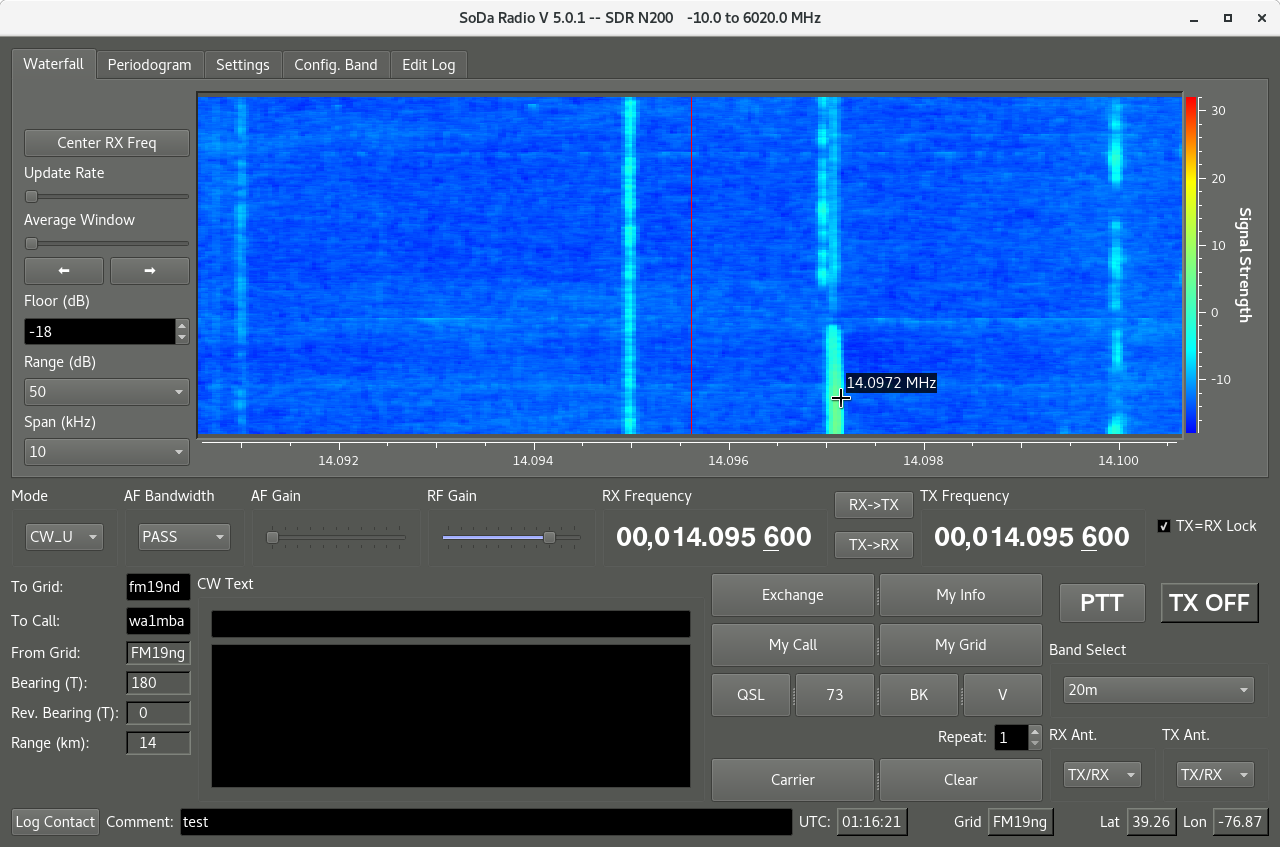 SoDa Radio V 5.0.1 -- SDR N200 -10.0 to 6020.0 MHz
Waterfall Periodogram Settings Config. Band Edit Log
Center RX Freq
Update Rate
Average Window
← →
Floor (dB)
-18
Range (dB)
50
Span (kHz)
10
14.0972 MHz
14.092 14.094 14.096 14.098 14.100
30
20
10
0
-10
Signal Strength
Mode AF Bandwidth AF Gain RF Gain RX Frequency TX Frequency
CW_U PASS 00,014.095 600 RX->TX TX->RX 00,014.095 600 TX=RX Lock
To Grid: fm19nd
To Call: wa1mba
From Grid: FM19ng
Bearing (T): 180
Rev. Bearing (T): 0
Range (km): 14
CW Text
Exchange My Info
My Call My Grid
QSL 73 BK V
Repeat: 1
Carrier Clear
PTT TX OFF
Band Select
20m
RX Ant. TX Ant.
TX/RX TX/RX
Log Contact Comment: test UTC: 01:16:21 Grid FM19ng Lat 39.26 Lon -76.87